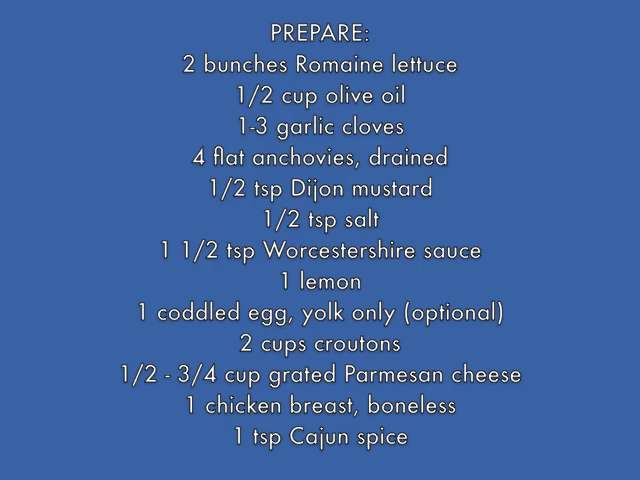 PREPARE:
2 bunches Romaine lettuce
1/2 cup olive oil
1-3 garlic cloves
4 flat anchovies, drained
1/2 tsp Dijon mustard
1/2 tsp salt
1 1/2 tsp Worcestershire sauce
1 lemon
1 coddled egg, yolk only (optional)
2 cups croutons
1/2 - 3/4 cup grated Parmesan cheese
1 chicken breast, boneless
1 tsp Cajun spice